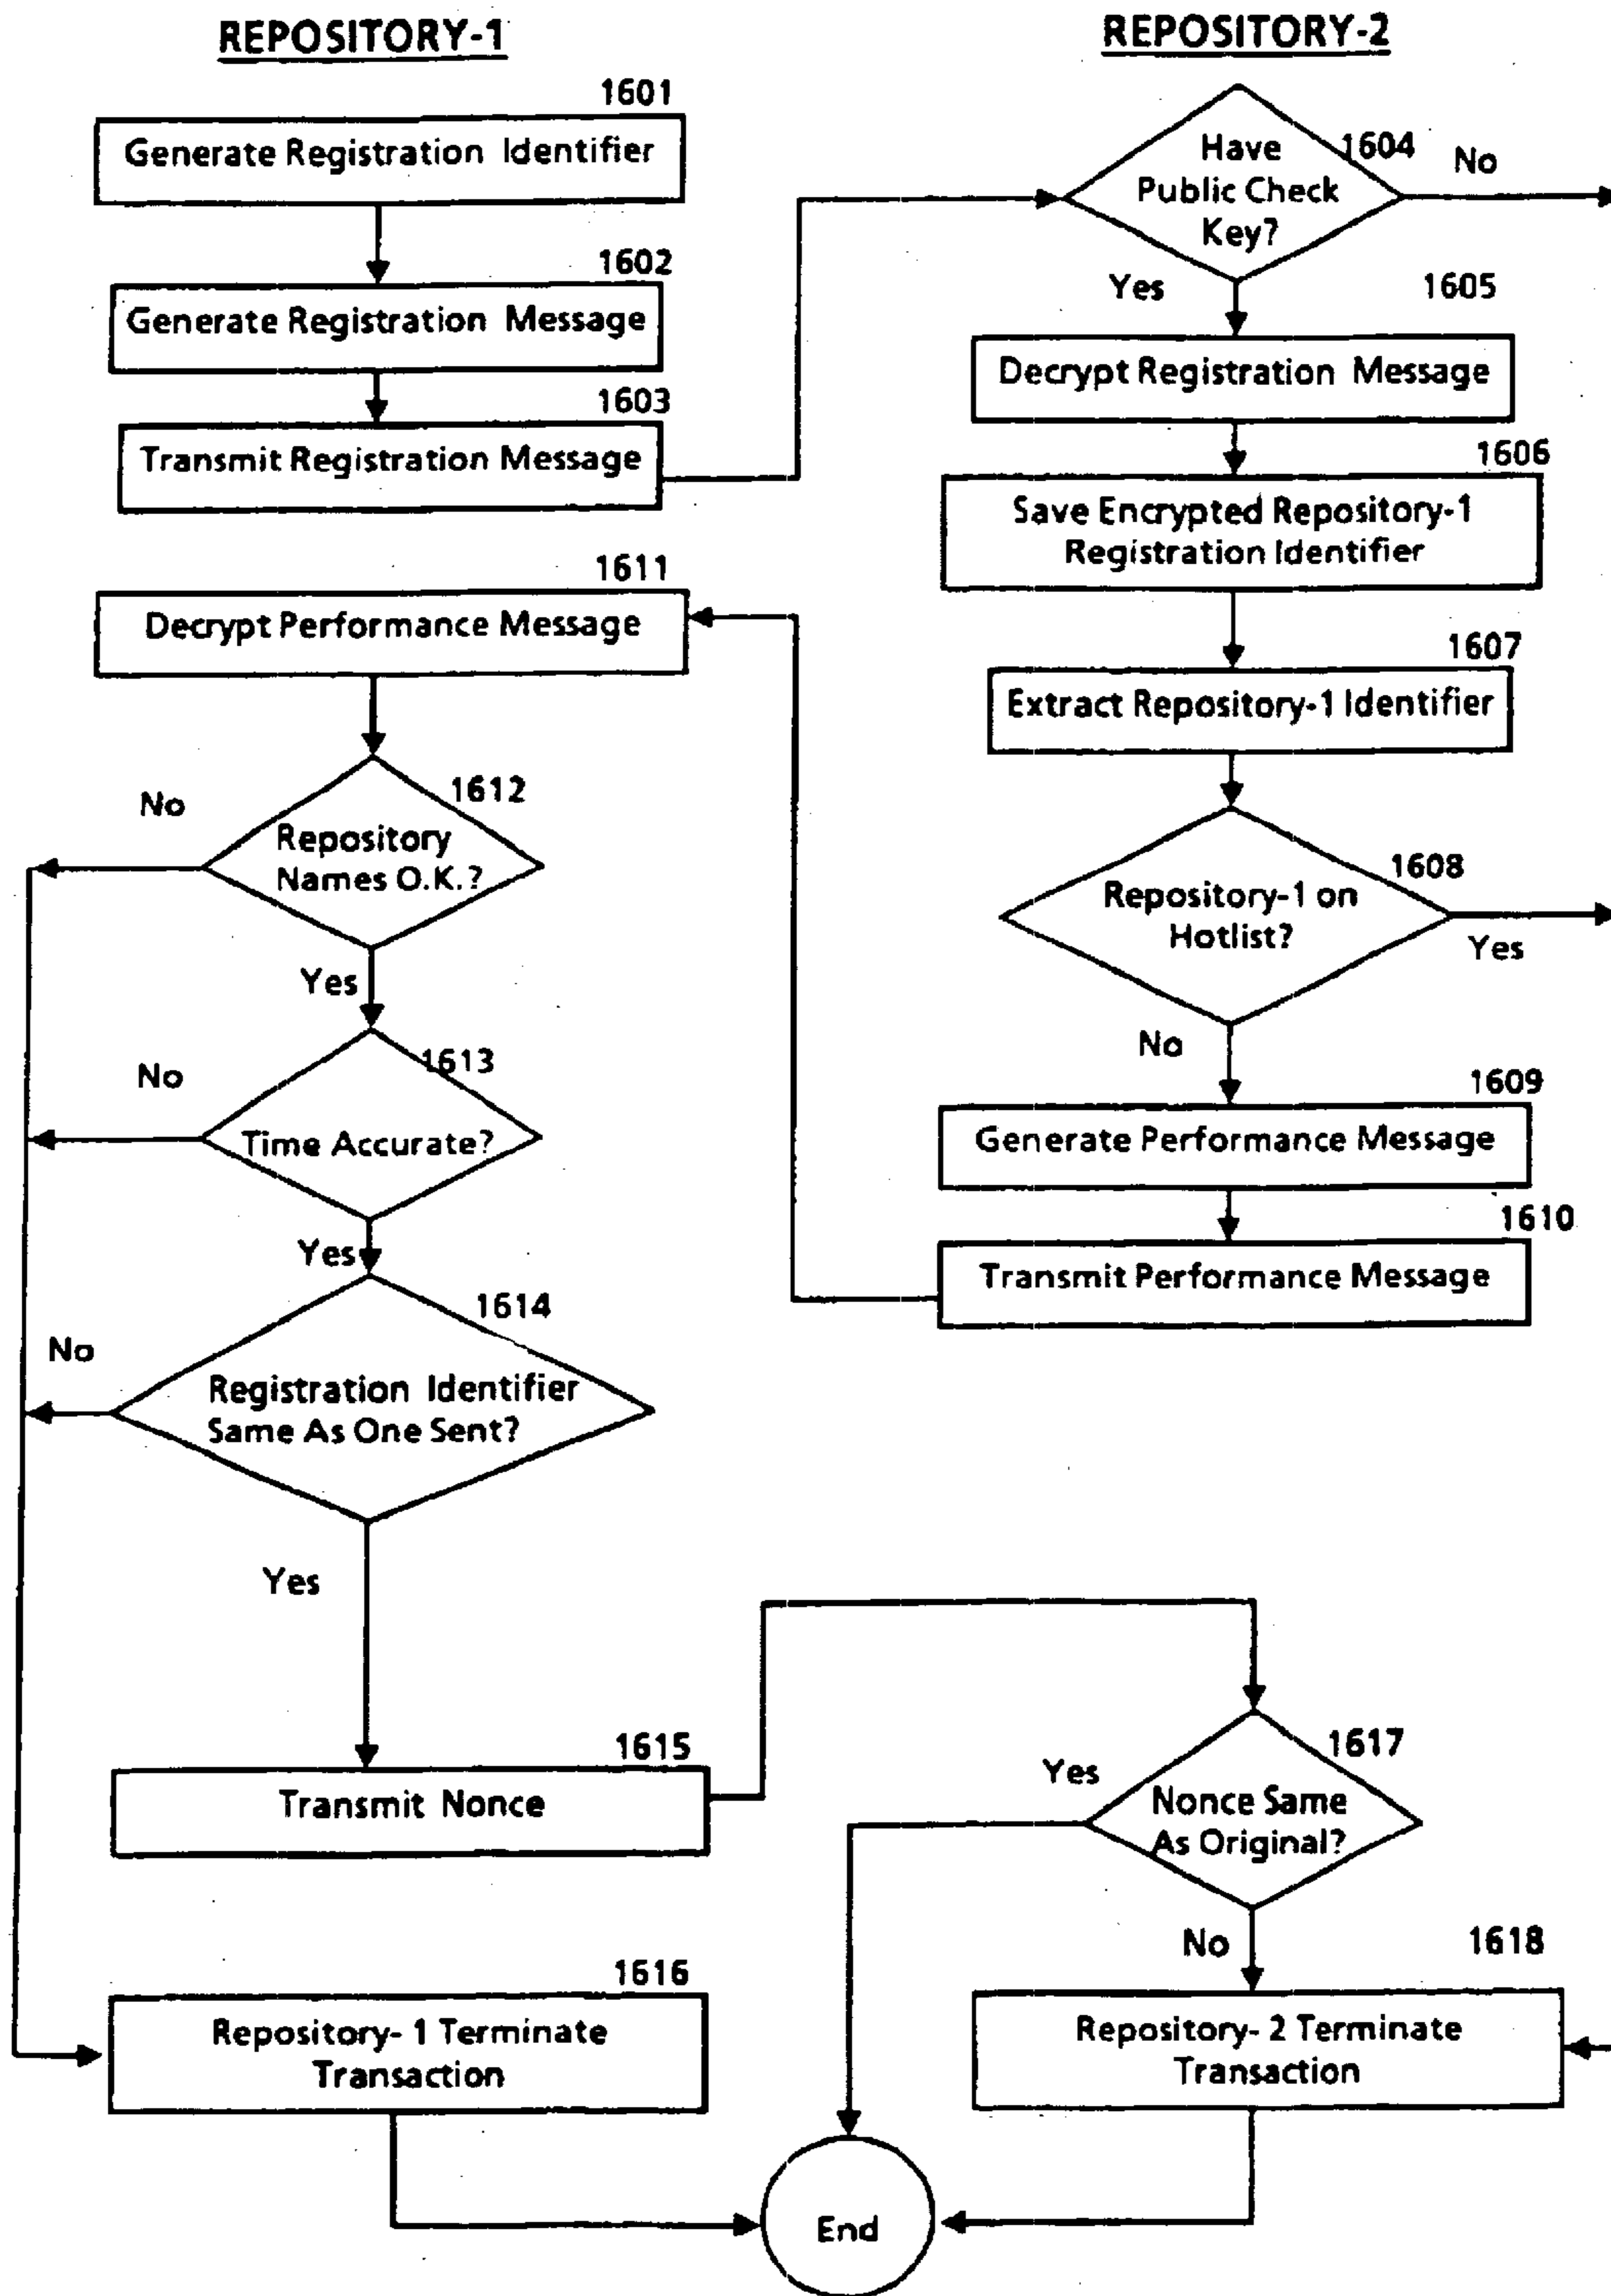 REPOSITORY-1
1601
Generate Registration Identifier
1602
Generate Registration Message
1603
Transmit Registration Message
1611
Decrypt Performance Message
1612
No
Repository
Names O.K.?
Yes
1613
No
Time Accurate?
Yes
1614
No
Registration Identifier
Same As One Sent?
Yes
1615
Transmit Nonce
1616
Repository- 1 Terminate
Transaction
REPOSITORY-2
1604
Have
Public Check
Key?
No
Yes
1605
Decrypt Registration Message
1606
Save Encrypted Repository-1
Registration Identifier
1607
Extract Repository-1 Identifier
1608
Repository-1 on
Hotlist?
Yes
No
1609
Generate Performance Message
1610
Transmit Performance Message
1617
Yes
Nonce Same
As Original?
No
1618
Repository- 2 Terminate
Transaction
End